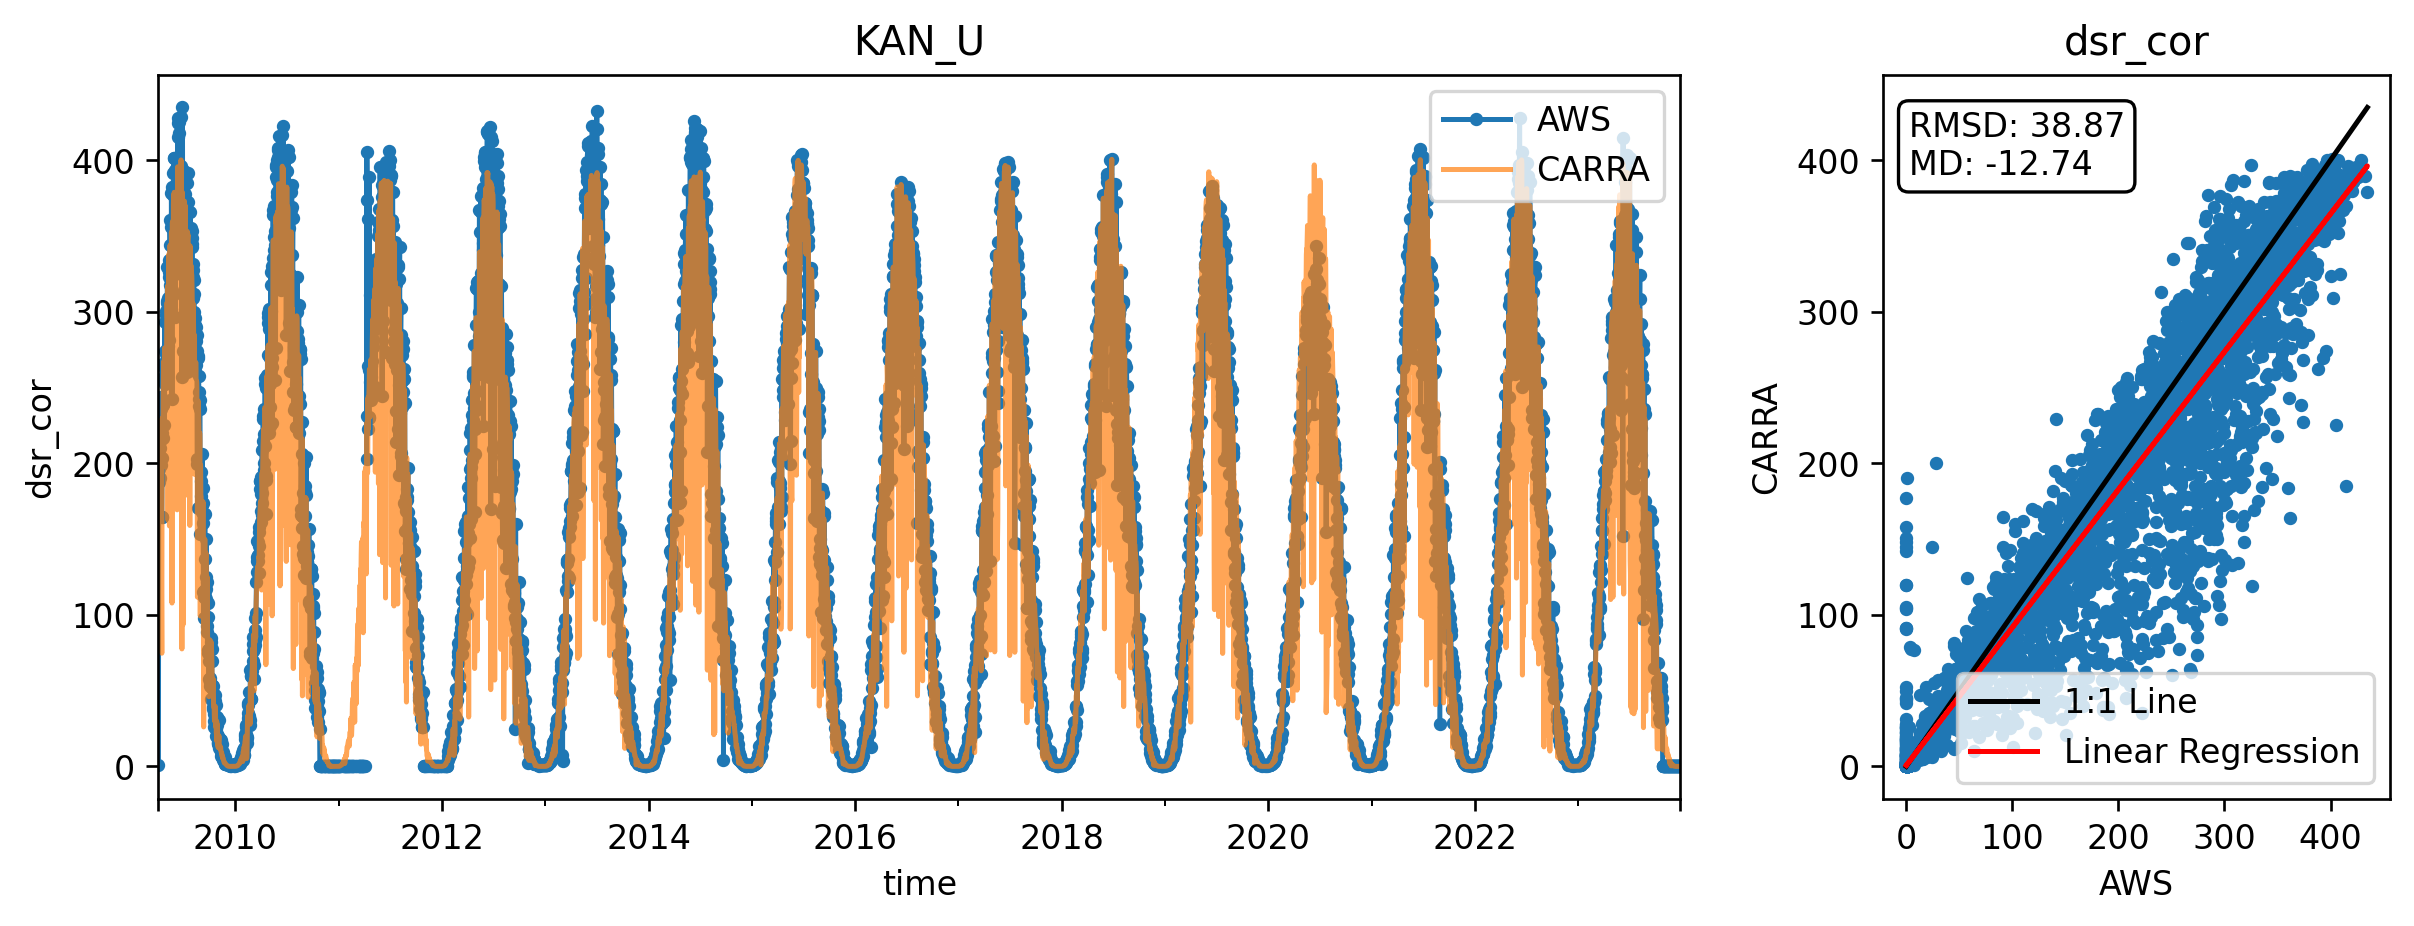 KAN_U
dsr_cor
400
300
200
100
0
2010 2012 2014 2016 2018 2020 2022
time
AWS
CARRA
dsr_cor
RMSD: 38.87
MD: -12.74
CARRA
400
300
200
100
0
0 100 200 300 400
AWS
1:1 Line
Linear Regression